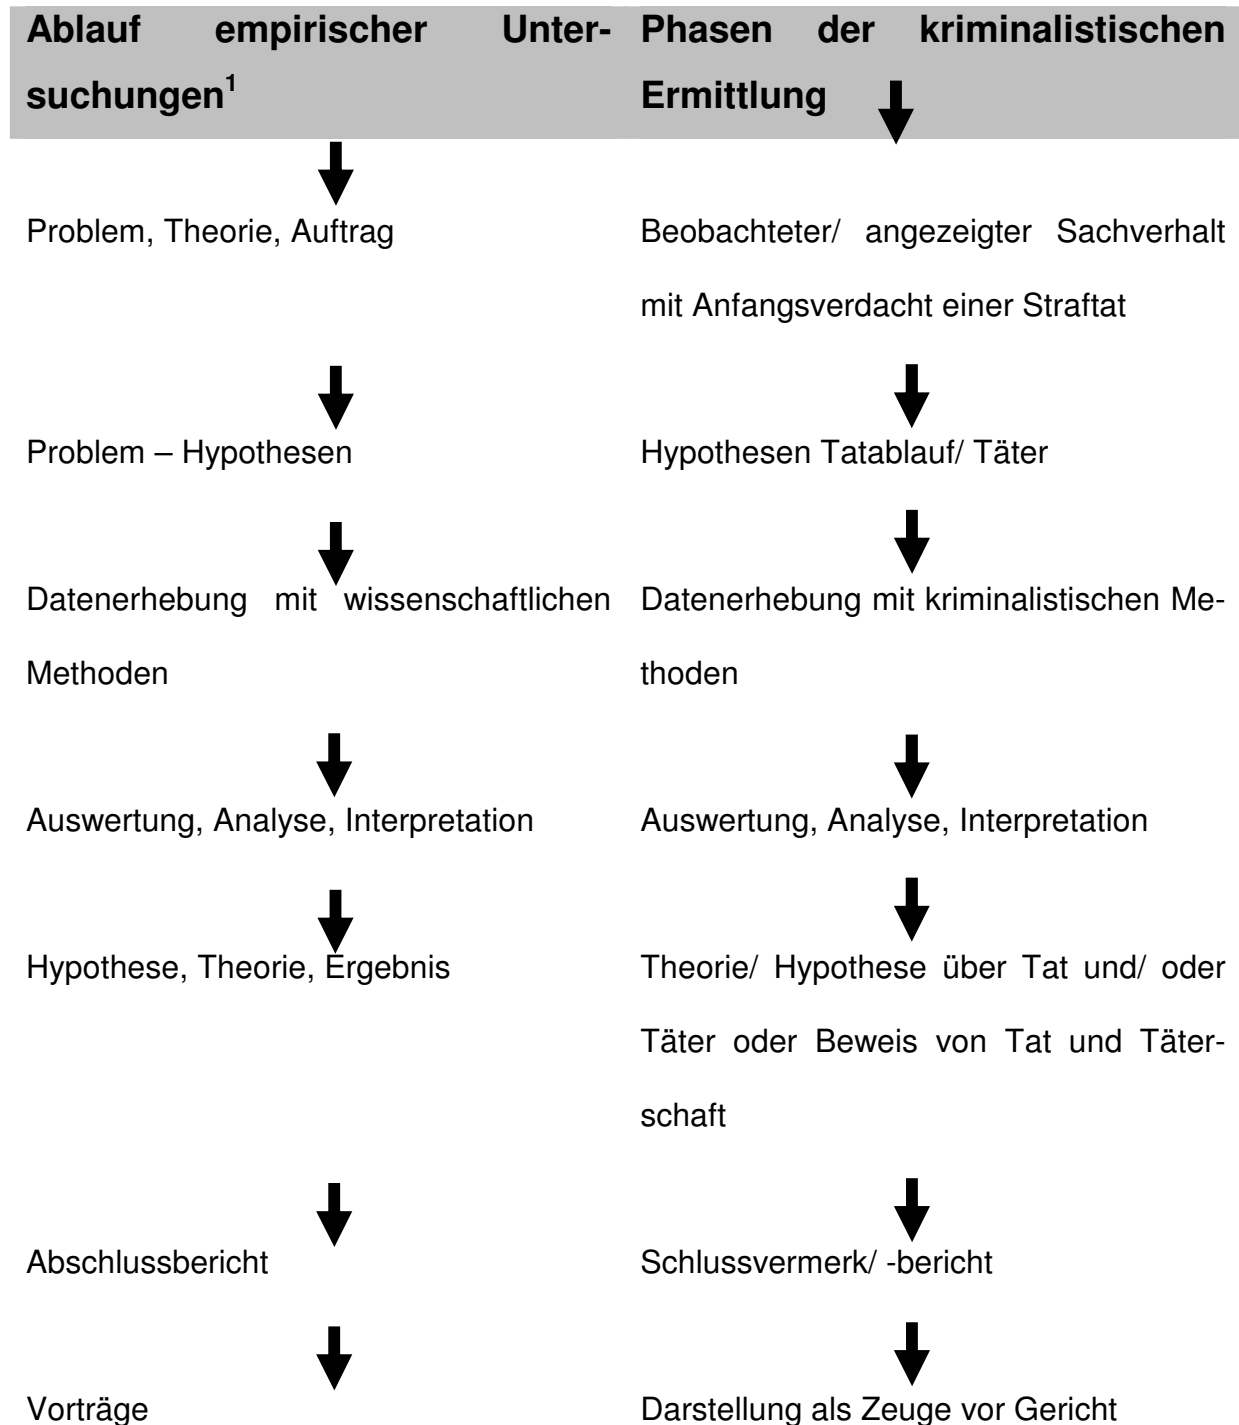 Ablauf empirischer Unter-
suchungen¹
Phasen der kriminalistischen
Ermittlung
Problem, Theorie, Auftrag
Beobachteter/ angezeigter Sachverhalt
mit Anfangsverdacht einer Straftat
Problem – Hypothesen
Hypothesen Tatablauf/ Täter
Datenerhebung mit wissenschaftlichen
Methoden
Datenerhebung mit kriminalistischen Me-
thoden
Auswertung, Analyse, Interpretation
Auswertung, Analyse, Interpretation
Hypothese, Theorie, Ergebnis
Theorie/ Hypothese über Tat und/ oder
Täter oder Beweis von Tat und Täter-
schaft
Abschlussbericht
Schlussvermerk/ -bericht
Vorträge
Darstellung als Zeuge vor Gericht